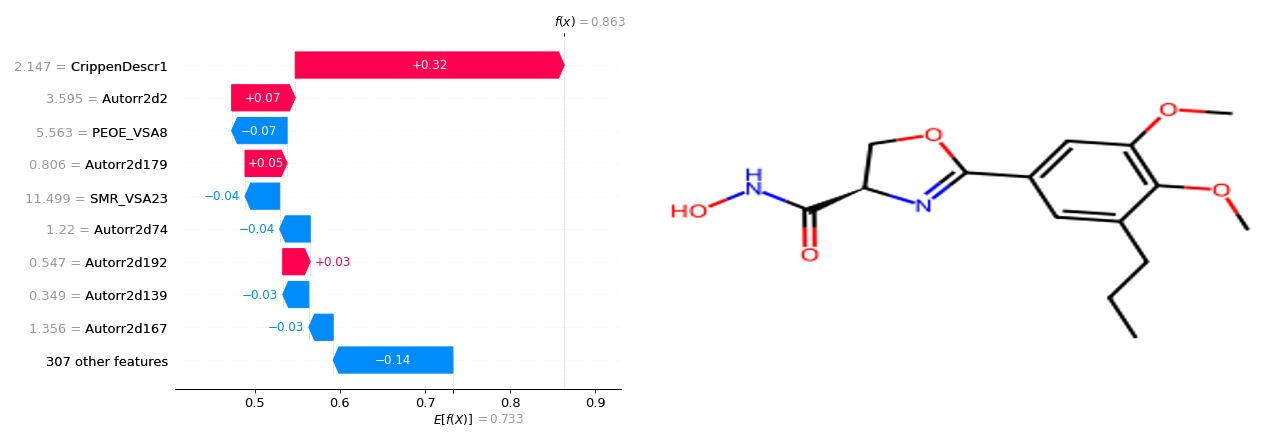 f(x) = 0.863
2.147 = CrippenDescr1 +0.32
3.595 = Autorr2d2 +0.07
5.563 = PEOE_VSA8 −0.07
0.806 = Autorr2d179 +0.05
11.499 = SMR_VSA23 −0.04
1.22 = Autorr2d74 −0.04
0.547 = Autorr2d192 +0.03
0.349 = Autorr2d139 −0.03
1.356 = Autorr2d167 −0.03
307 other features −0.14
0.5 0.6 0.7 0.8 0.9
E[f(X)] = 0.733
O
O
H
N
HO
O
N
O
O